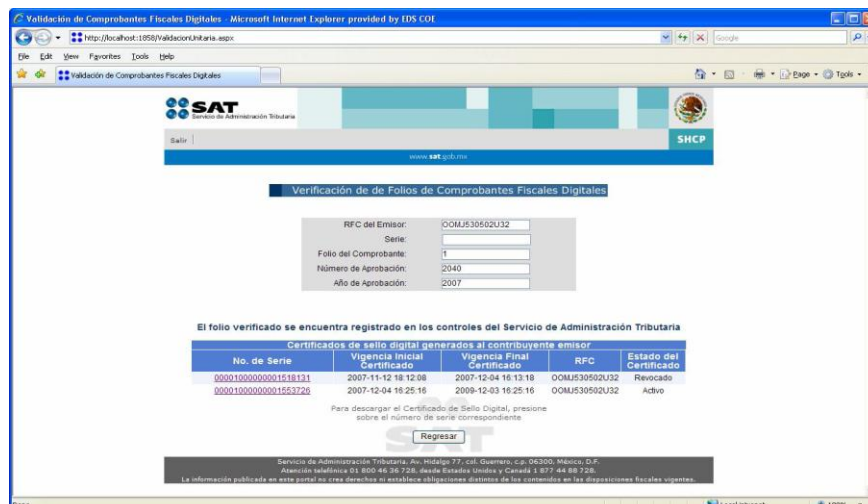 Validación de Comprobantes Fiscales Digitales - Microsoft Internet Explorer provided by EDS COE
http://localhost:1858/ValidacionUnitaria.aspx
Google
File Edit View Favorites Tools Help
Validación de Comprobantes Fiscales Digitales
Page Tools
SAT
Servicio de Administración Tributaria
Salir
SHCP
www.sat.gob.mx
Verificación de de Folios de Comprobantes Fiscales Digitales
RFC del Emisor: OOMJ530502U32
Serie:
Folio del Comprobante: 1
Número de Aprobación: 2040
Año de Aprobación: 2007
El folio verificado se encuentra registrado en los controles del Servicio de Administración Tributaria
Certificados de sello digital generados al contribuyente emisor
No. de Serie Vigencia Inicial Certificado Vigencia Final Certificado RFC Estado del Certificado
00001000000001518131 2007-11-12 18:12:08 2007-12-04 16:13:18 OOMJ530502U32 Revocado
00001000000001553726 2007-12-04 16:25:16 2009-12-03 16:25:16 OOMJ530502U32 Activo
Para descargar el Certificado de Sello Digital, presione
sobre el número de serie correspondiente
SAT
Regresar
Servicio de Administración Tributaria, Av. Hidalgo 77, col. Guerrero, c.p. 06300, México, D.F.
Atención telefónica 01 800 46 36 728, desde Estados Unidos y Canadá 1 877 44 88 728.
La información publicada en este portal no crea derechos ni establece obligaciones distintos de los contenidos en las disposiciones fiscales vigentes.